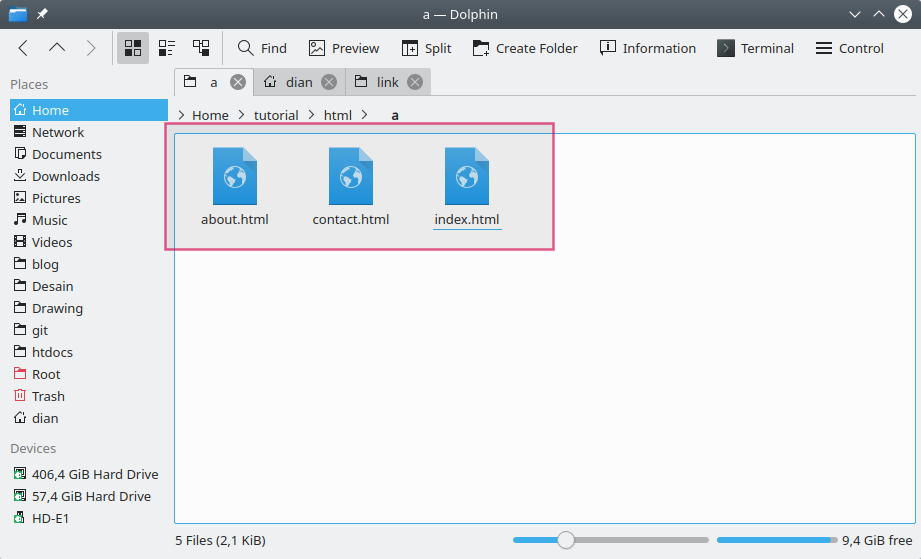 a — Dolphin
Find Preview Split Create Folder Information Terminal Control
Places
Home
Network
Documents
Downloads
Pictures
Music
Videos
blog
Desain
Drawing
git
htdocs
Root
Trash
dian
Devices
406,4 GiB Hard Drive
57,4 GiB Hard Drive
HD-E1
a dian link
Home tutorial html a
about.html contact.html index.html
5 Files (2,1 KiB) 9,4 GiB free